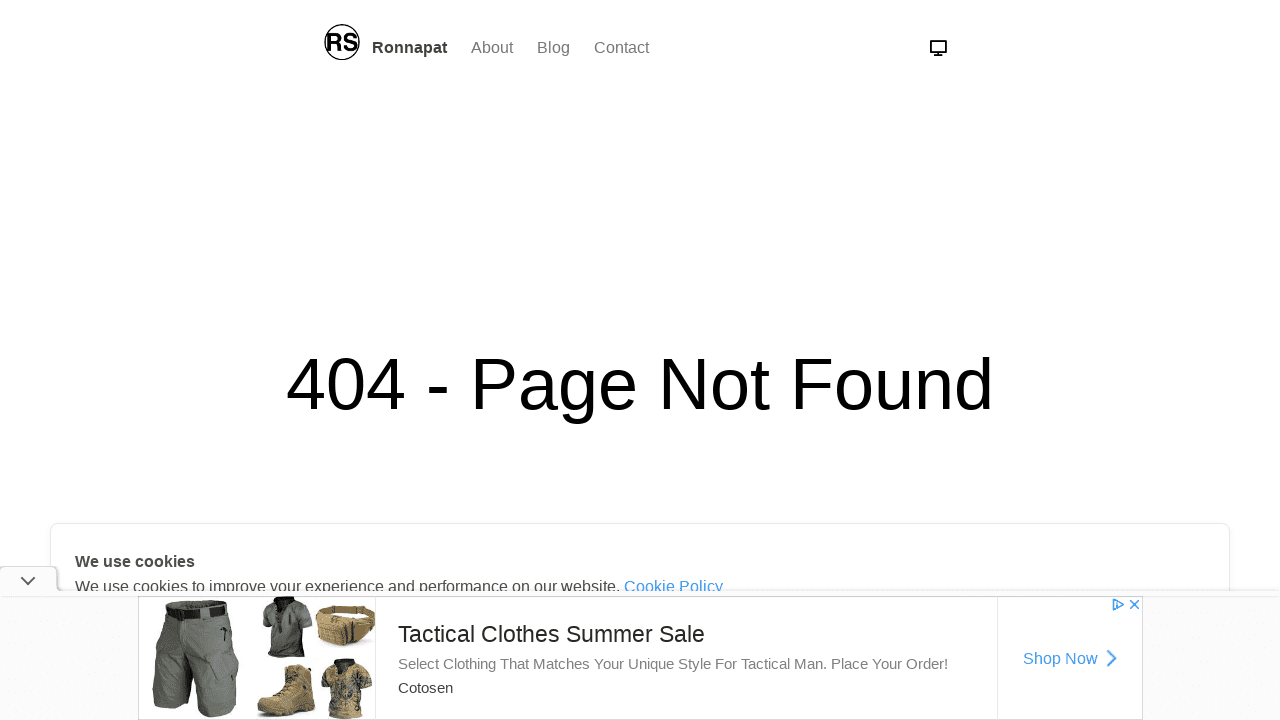 RS
Ronnapat
About
Blog
Contact
404 - Page Not Found
We use cookies
We use cookies to improve your experience and performance on our website. Cookie Policy
Tactical Clothes Summer Sale
Select Clothing That Matches Your Unique Style For Tactical Man. Place Your Order!
Cotosen
Shop Now